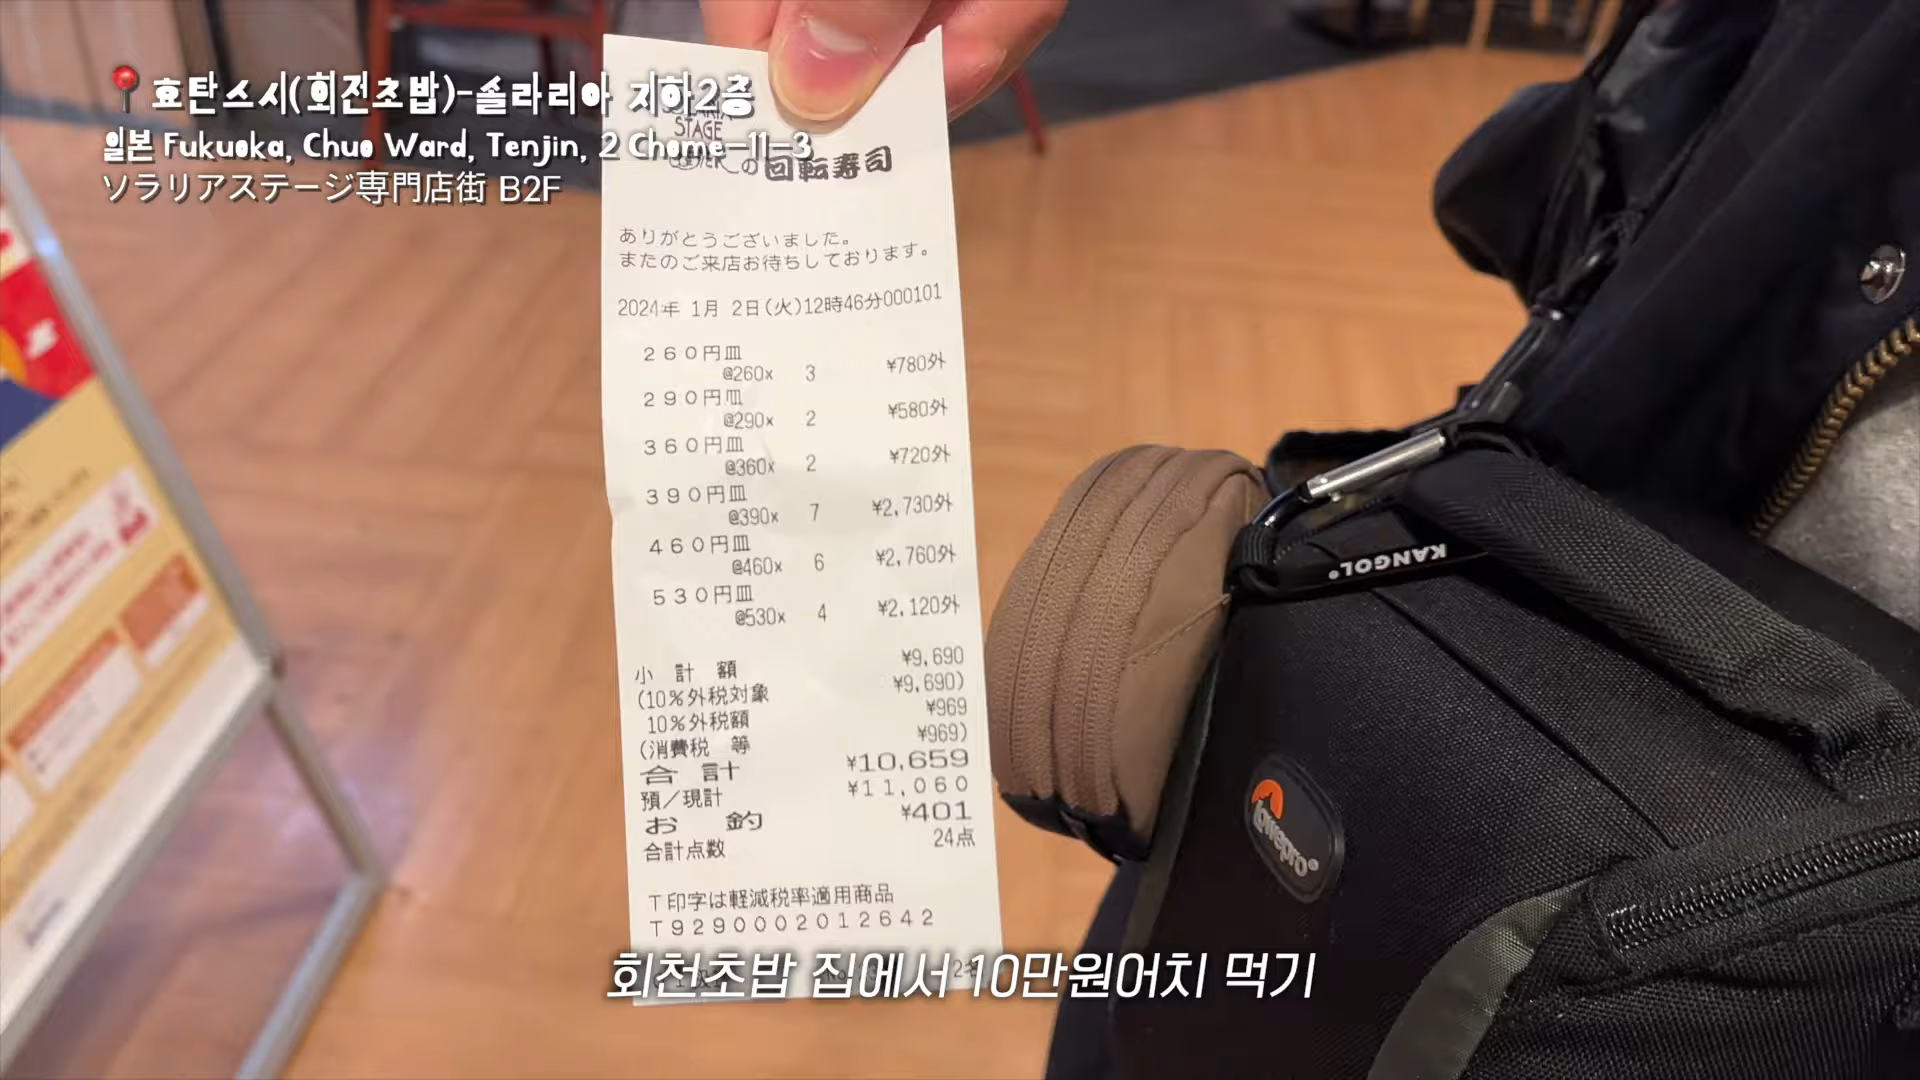 효탄스시(회전초밥)-솔라리아 지하2층
일본 Fukuoka, Chuo Ward, Tenjin, 2 Chome-11-3
ソラリアステージ専門店街 B2F
STAGE
の回転寿司
ありがとうございました。
またのご来店お待ちしております。
2024年 1月 2日(火)12時46分000101
260円皿
@260x 3 ¥780外
290円皿
@290x 2 ¥580外
360円皿
@360x 2 ¥720外
390円皿
@390x 7 ¥2,730外
460円皿
@460x 6 ¥2,760外
530円皿
@530x 4 ¥2,120外
小計額 ¥9,690
(10%外税対象 ¥9,690)
10%外税額 ¥969
(消費税等 ¥969)
合計 ¥10,659
預/現計 ¥11,060
お釣 ¥401
合計点数 24点
T印字は軽減税率適用商品
T9290002012642
회천초밥 집에서 10만원어치 먹기
KANGOL®
lowepro®